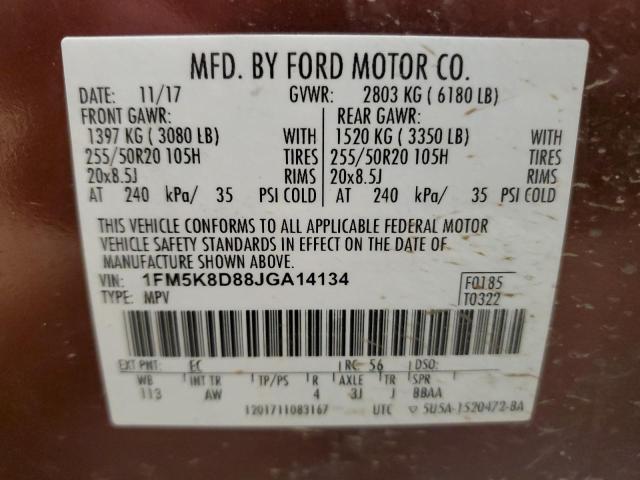 MFD. BY FORD MOTOR CO.
DATE: 11/17 GVWR: 2803 KG ( 6180 LB)
FRONT GAWR: REAR GAWR:
1397 KG ( 3080 LB) WITH 1520 KG ( 3350 LB) WITH
255/50R20 105H TIRES 255/50R20 105H TIRES
20x8.5J RIMS 20x8.5J RIMS
AT 240 kPa/ 35 PSI COLD AT 240 kPa/ 35 PSI COLD
THIS VEHICLE CONFORMS TO ALL APPLICABLE FEDERAL MOTOR
VEHICLE SAFETY STANDARDS IN EFFECT ON THE DATE OF
MANUFACTURE SHOWN ABOVE.
VIN: 1FM5K8D88JGA14134 F0185
TYPE: MPV T0322
EXT PNT: EC RC: 56 DSO:
WB INT TR TP/PS R AXLE TR SPR
113 AW 4 3J J BBAA
1201711083167 UTC ▽ 5U5A-1520472-BA